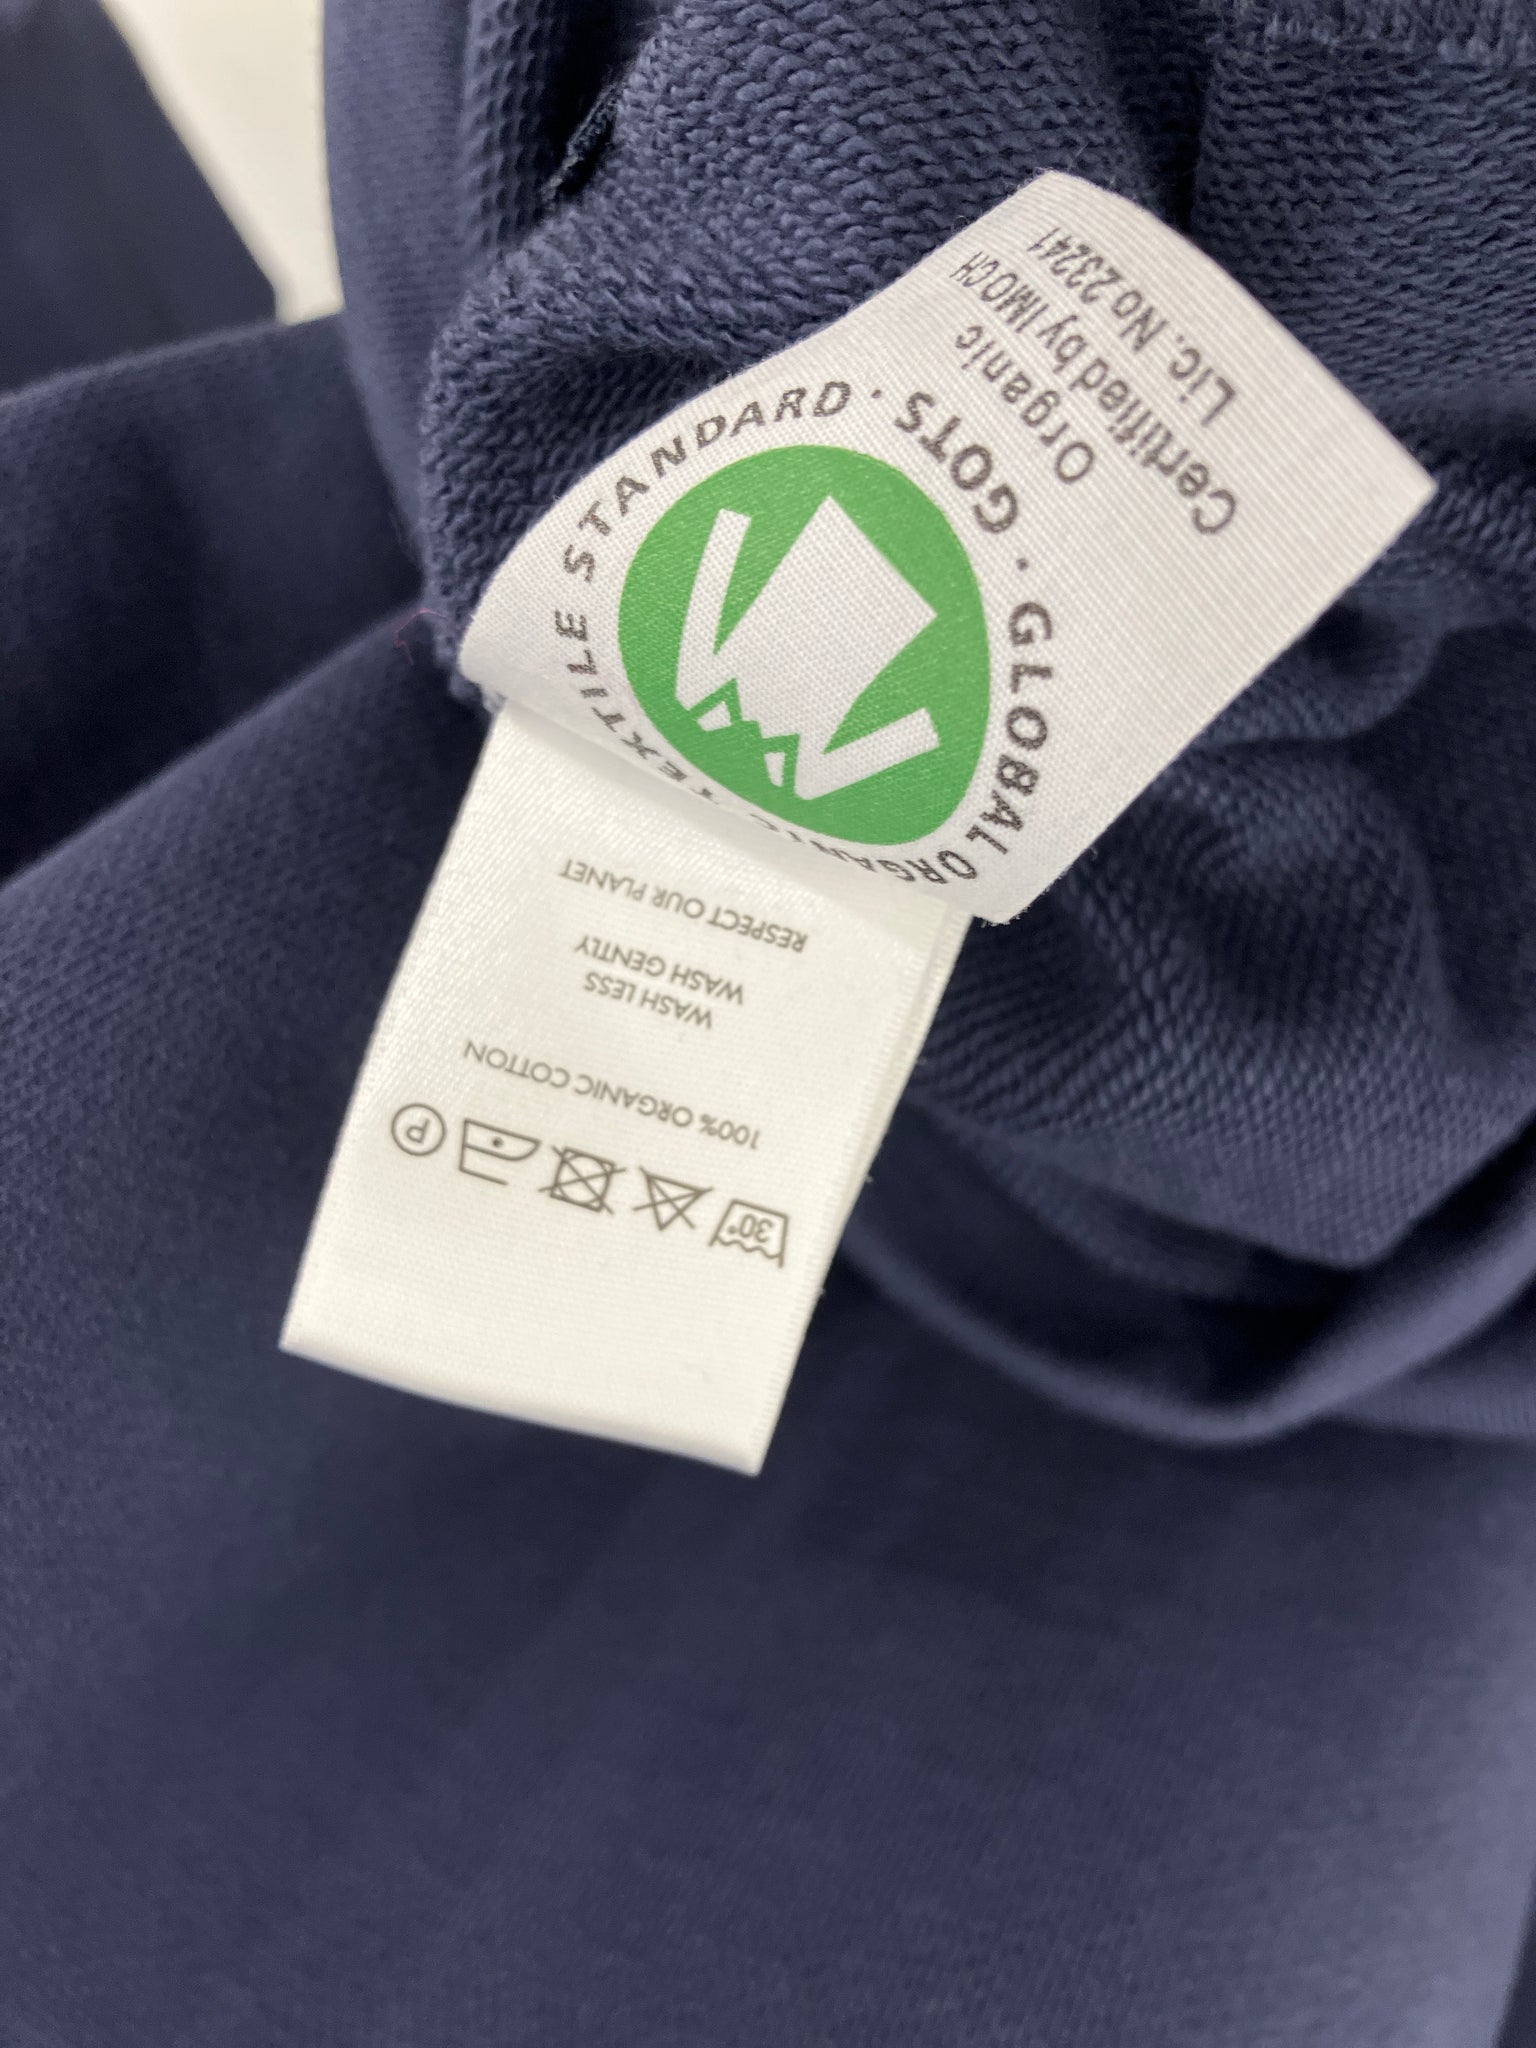 Lic. No 23241
Certified by IMOCH
Organic
GOTS · GLOBAL ORGANIC TEXTILE STANDARD ·
RESPECT OUR PLANET
WASH GENTLY
WASH LESS
100% ORGANIC COTTON
30° P